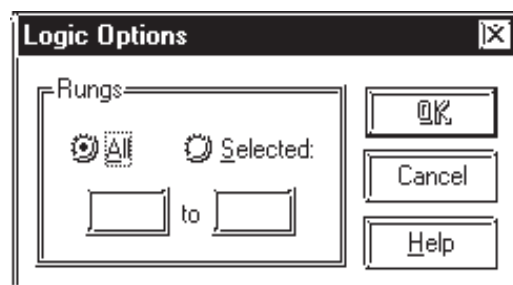 Logic Options
Rungs
All
Selected:
to
OK
Cancel
Help